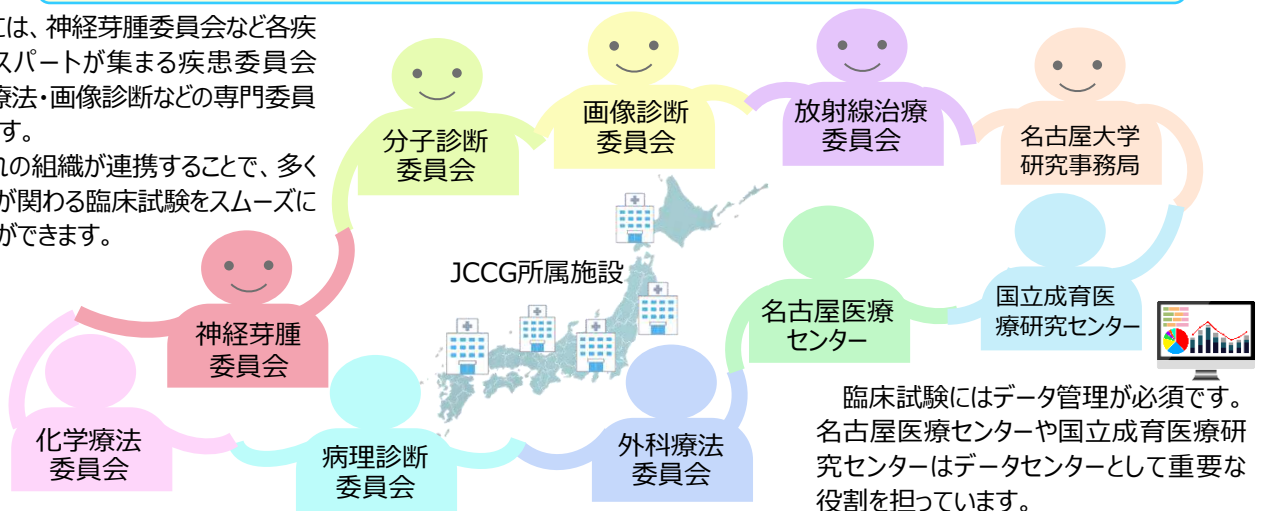 には、神経芽腫委員会など各疾
スパートが集まる疾患委員会
療法・画像診断などの専門委員
す。
れの組織が連携することで、多く
が関わる臨床試験をスムーズに
ができます。
分子診断
委員会
画像診断
委員会
放射線治療
委員会
名古屋大学
研究事務局
JCCG所属施設
神経芽腫
委員会
名古屋医療
センター
国立成育医
療研究センター
化学療法
委員会
病理診断
委員会
外科療法
委員会
臨床試験にはデータ管理が必須です。
名古屋医療センターや国立成育医療研
究センターはデータセンターとして重要な
役割を担っています。